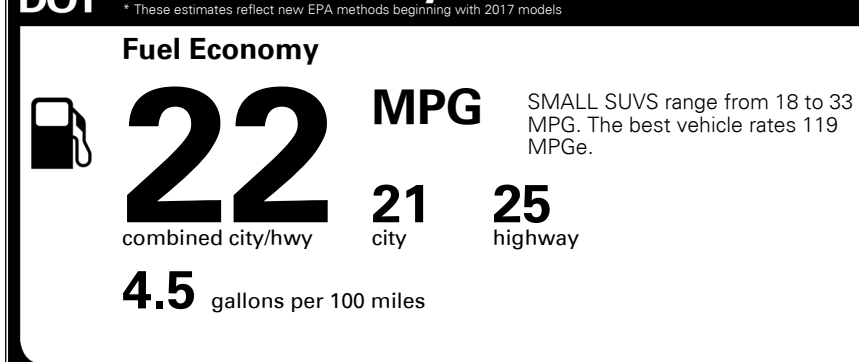 DOT
* These estimates reflect new EPA methods beginning with 2017 models
Fuel Economy
22
MPG
SMALL SUVS range from 18 to 33
MPG. The best vehicle rates 119
MPGe.
combined city/hwy
21
city
25
highway
4.5 gallons per 100 miles